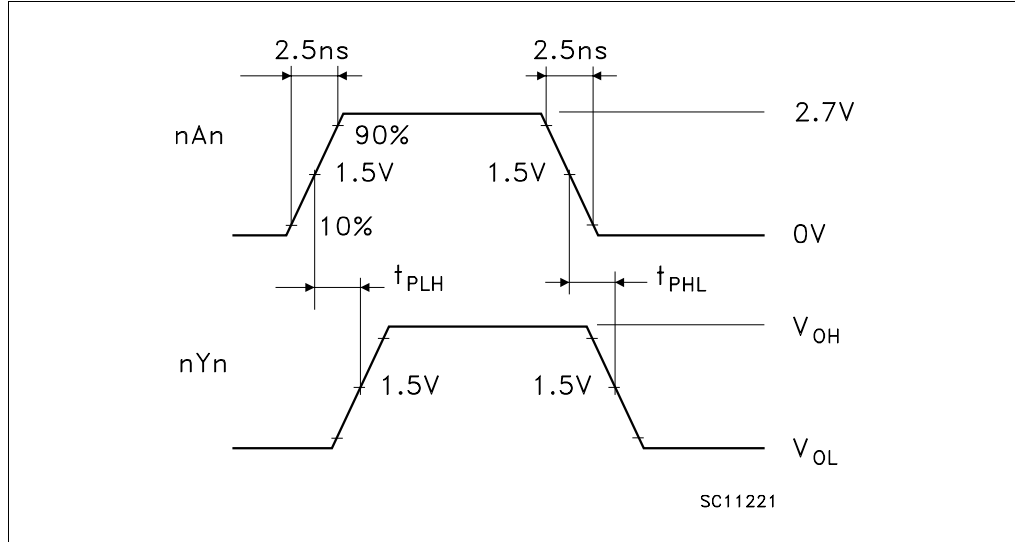 2.5ns 2.5ns
2.7V
nAn
90%
1.5V 1.5V
10%
0V
tPLH tPHL
VOH
nYn
1.5V 1.5V
VOL
SC11221